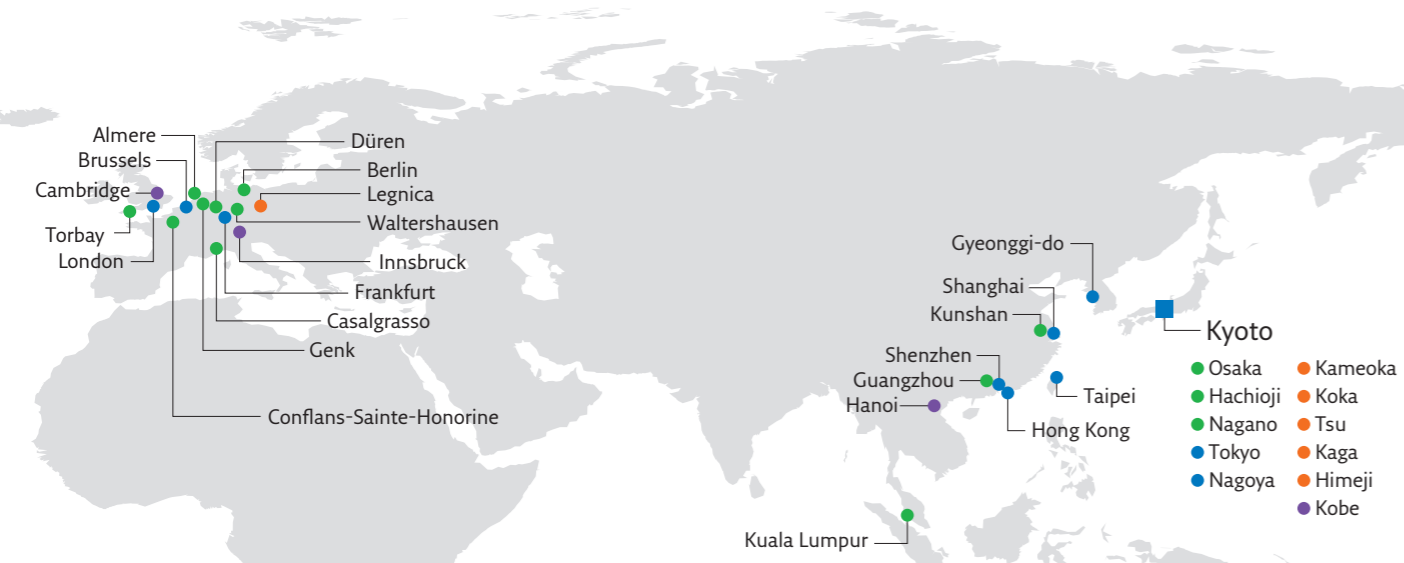 Almere
Brussels
Cambridge
Torbay
London
Düren
Berlin
Legnica
Waltershausen
Innsbruck
Frankfurt
Casalgrasso
Genk
Conflans-Sainte-Honorine
Gyeonggi-do
Shanghai
Kunshan
Shenzhen
Guangzhou
Hanoi
Taipei
Hong Kong
Kuala Lumpur
Kyoto
Osaka
Hachioji
Nagano
Tokyo
Nagoya
Kameoka
Koka
Tsu
Kaga
Himeji
Kobe